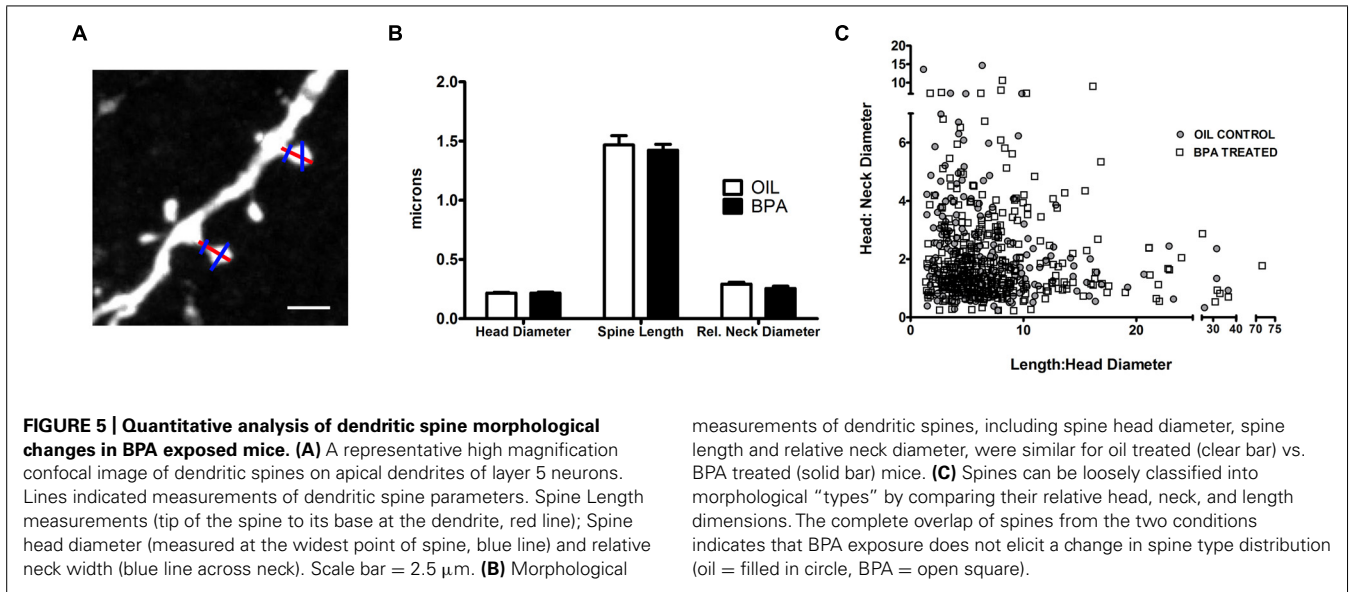 A
B
C
2.0
1.5
1.0
0.5
0.0
microns
OIL
BPA
Head Diameter
Spine Length
Rel. Neck Diameter
20
15
10
6
4
2
0
Head: Neck Diameter
OIL CONTROL
BPA TREATED
0 10 20 30 40 70 75
Length:Head Diameter
FIGURE 5 | Quantitative analysis of dendritic spine morphological
changes in BPA exposed mice. (A) A representative high magnification
confocal image of dendritic spines on apical dendrites of layer 5 neurons.
Lines indicated measurements of dendritic spine parameters. Spine Length
measurements (tip of the spine to its base at the dendrite, red line); Spine
head diameter (measured at the widest point of spine, blue line) and relative
neck width (blue line across neck). Scale bar = 2.5 μm. (B) Morphological
measurements of dendritic spines, including spine head diameter, spine
length and relative neck diameter, were similar for oil treated (clear bar) vs.
BPA treated (solid bar) mice. (C) Spines can be loosely classified into
morphological “types” by comparing their relative head, neck, and length
dimensions. The complete overlap of spines from the two conditions
indicates that BPA exposure does not elicit a change in spine type distribution
(oil = filled in circle, BPA = open square).